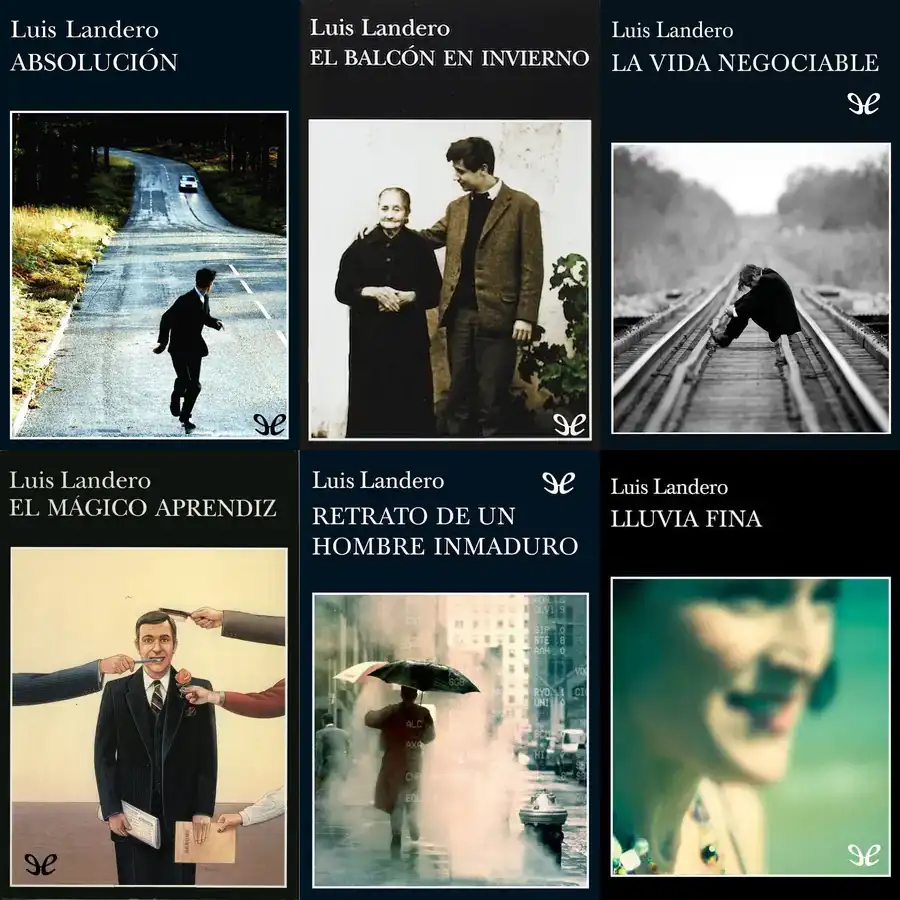 Luis Landero
ABSOLUCIÓN
Luis Landero
EL BALCÓN EN INVIERNO
Luis Landero
LA VIDA NEGOCIABLE
Luis Landero
EL MÁGICO APRENDIZ
Luis Landero
RETRATO DE UN
HOMBRE INMADURO
Luis Landero
LLUVIA FINA